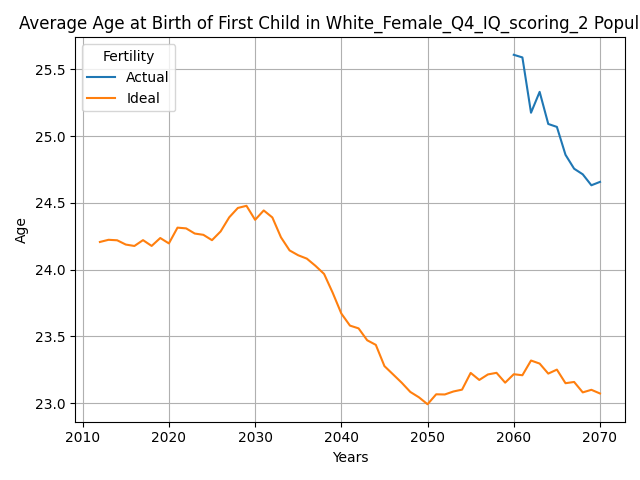 Average Age at Birth of First Child in White_Female_Q4_IQ_scoring_2 Popul
Fertility
Actual
Ideal
25.5
25.0
24.5
24.0
23.5
23.0
Age
2010 2020 2030 2040 2050 2060 2070
Years